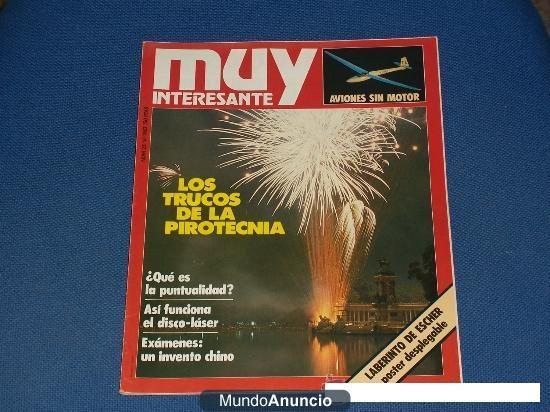 muy
INTERESANTE
AVIONES SIN MOTOR
LOS
TRUCOS
DE LA
PIROTECNIA
¿Qué es
la puntualidad?
Así funciona
el disco-láser
Exámenes:
un invento chino
LABERINTO DE ESCHER
poster desplegable
MundoAnuncio